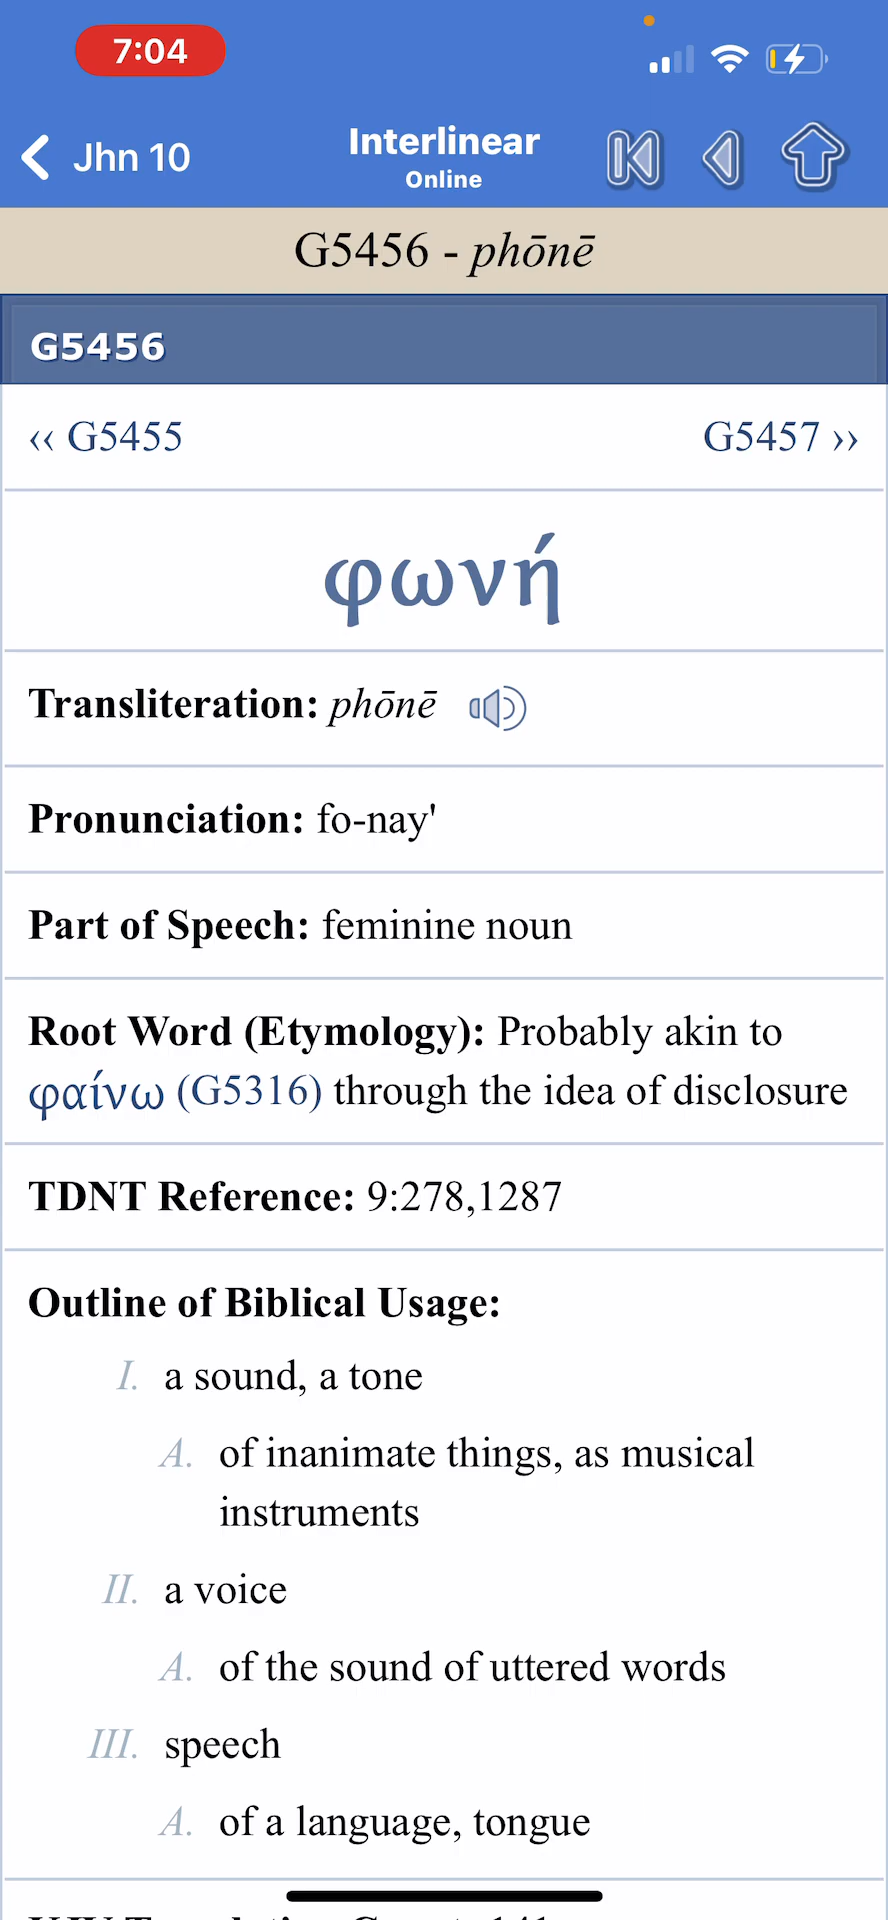 7:04
Jhn 10
Interlinear
Online
G5456 - phōnē
G5456
‹‹ G5455
G5457 ››
φωνή
Transliteration: phōnē
Pronunciation: fo-nay'
Part of Speech: feminine noun
Root Word (Etymology): Probably akin to
φαίνω (G5316) through the idea of disclosure
TDNT Reference: 9:278,1287
Outline of Biblical Usage:
I. a sound, a tone
A. of inanimate things, as musical
instruments
II. a voice
A. of the sound of uttered words
III. speech
A. of a language, tongue